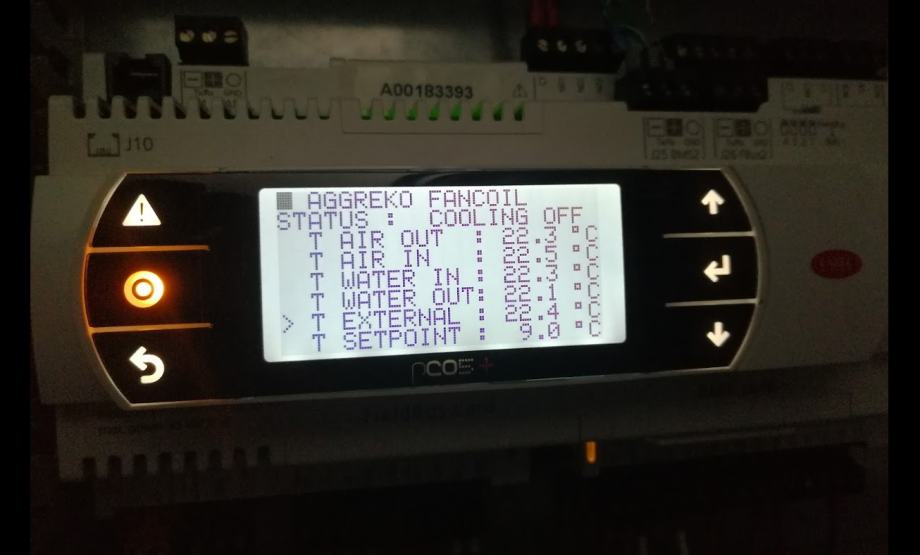 A00183393
J10
AGGREKO FANCOIL
STATUS : COOLING OFF
T AIR OUT : 22.3 °C
T AIR IN : 22.5 °C
T WATER IN : 22.3 °C
T WATER OUT: 22.1 °C
> T EXTERNAL : 22.4 °C
T SETPOINT : 9.0 °C
pCO5+